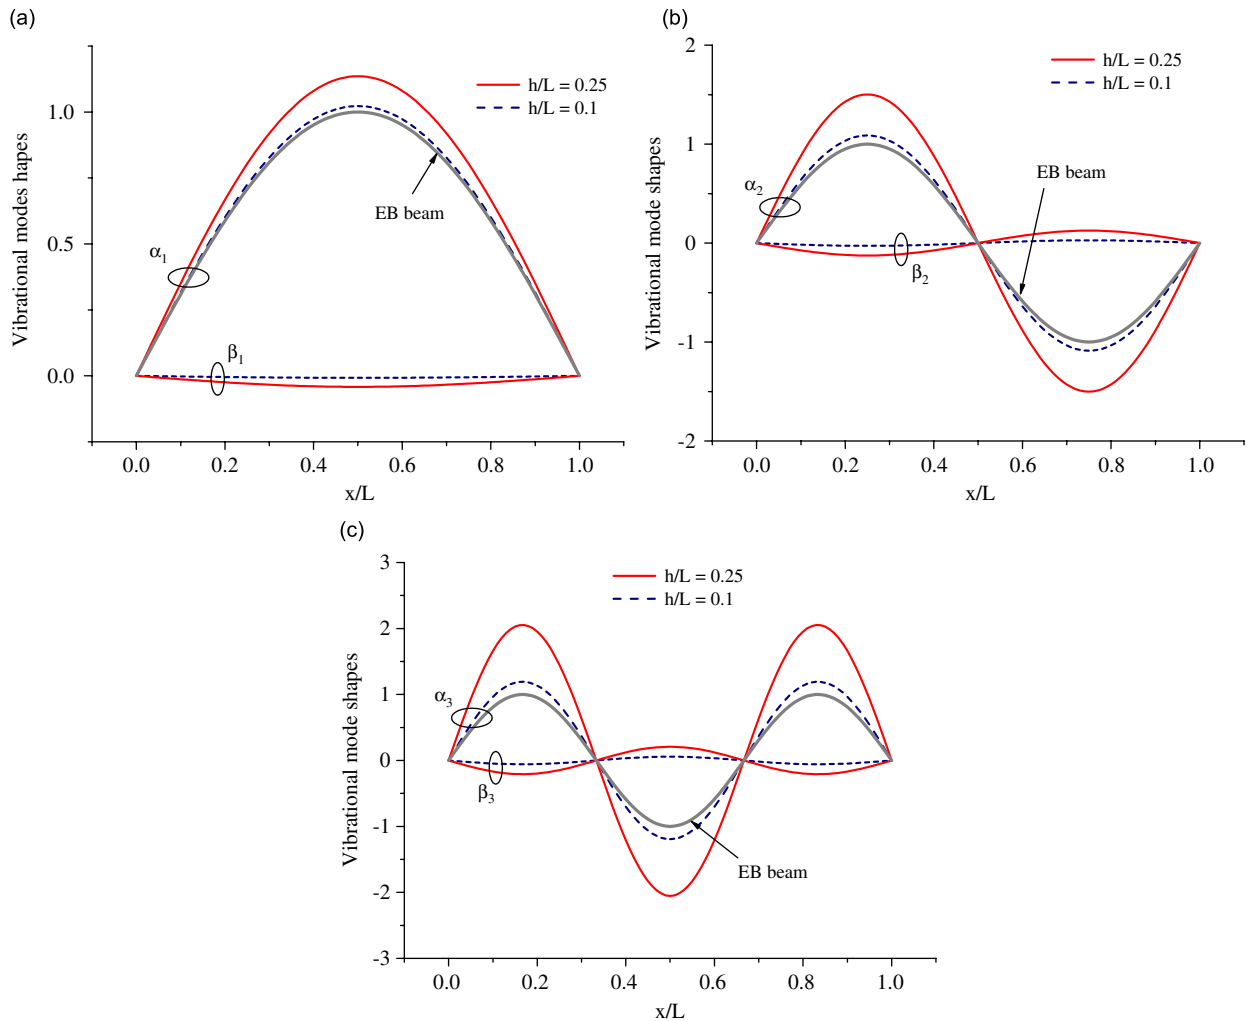 (a)
Vibrational modes hapes
1.0
0.5
0.0
h/L = 0.25
h/L = 0.1
EB beam
α1
β1
0.0 0.2 0.4 0.6 0.8 1.0
x/L
(b)
Vibrational mode shapes
2
1
0
-1
-2
h/L = 0.25
h/L = 0.1
EB beam
α2
β2
0.0 0.2 0.4 0.6 0.8 1.0
x/L
(c)
Vibrational mode shapes
3
2
1
0
-1
-2
-3
h/L = 0.25
h/L = 0.1
α3
β3
EB beam
0.0 0.2 0.4 0.6 0.8 1.0
x/L